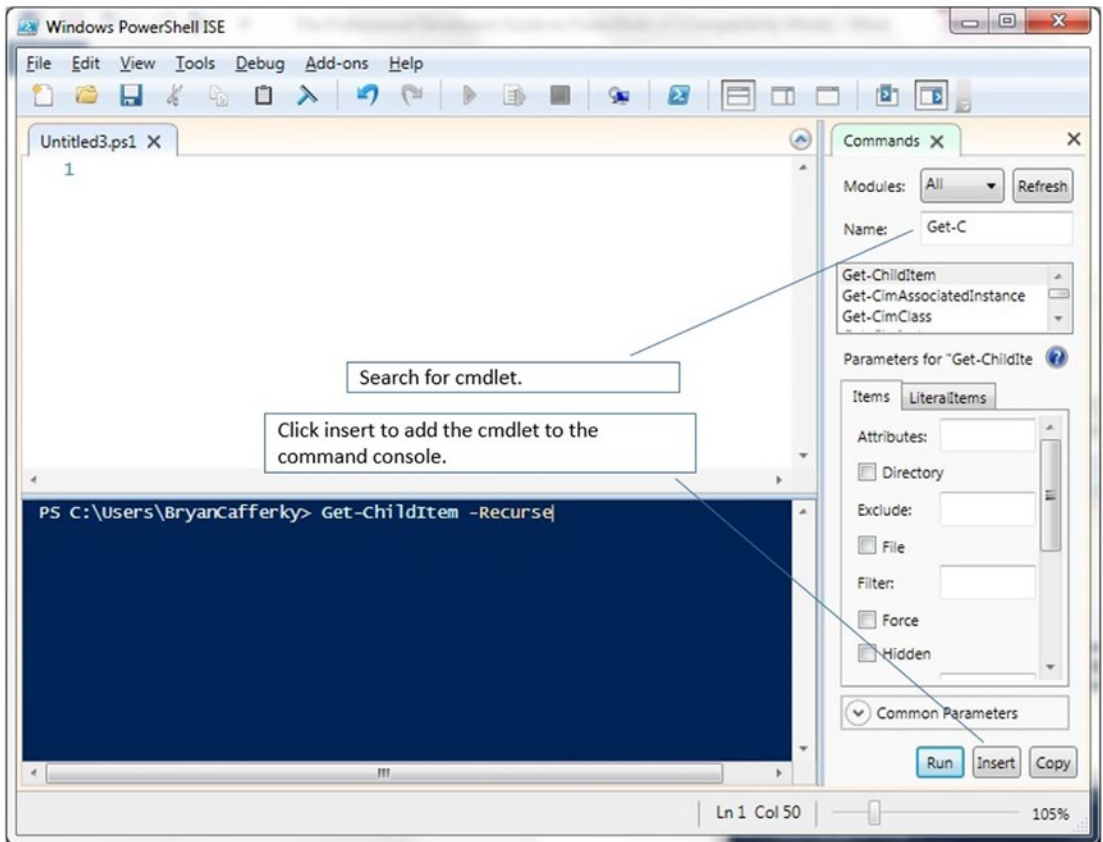 Windows PowerShell ISE
File Edit View Tools Debug Add-ons Help
Untitled3.ps1
1
Search for cmdlet.
Click insert to add the cmdlet to the
command console.
PS C:\Users\BryanCafferky> Get-ChildItem -Recurse
Commands
Modules: All Refresh
Name: Get-C
Get-ChildItem
Get-CimAssociatedInstance
Get-CimClass
Parameters for "Get-ChildIte
Items LiteralItems
Attributes:
Directory
Exclude:
File
Filter:
Force
Hidden
Common Parameters
Run Insert Copy
Ln 1 Col 50 105%